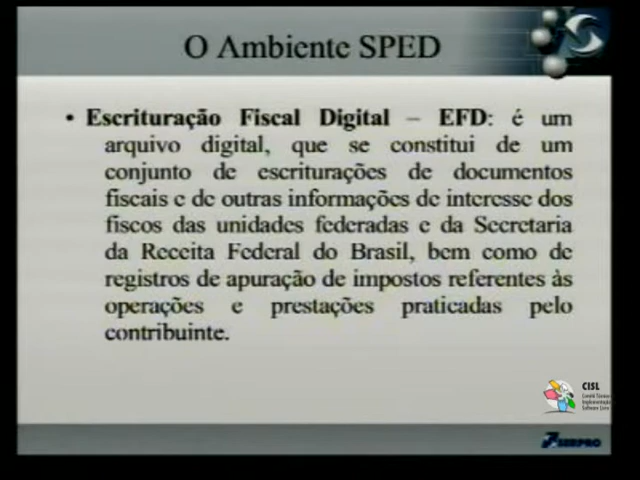 O Ambiente SPED
• Escrituração Fiscal Digital – EFD: é um
arquivo digital, que se constitui de um
conjunto de escriturações de documentos
fiscais e de outras informações de interesse dos
fiscos das unidades federadas e da Secretaria
da Receita Federal do Brasil, bem como de
registros de apuração de impostos referentes às
operações e prestações praticadas pelo
contribuinte.
CISL
SERPRO